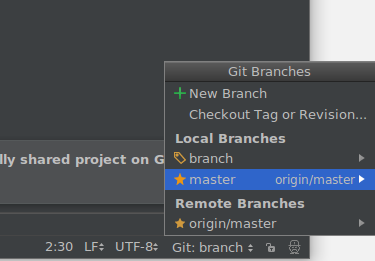 Git Branches
New Branch
Checkout Tag or Revision...
Local Branches
lly shared project on G
branch
master origin/master
Remote Branches
origin/master
2:30 LF UTF-8 Git: branch